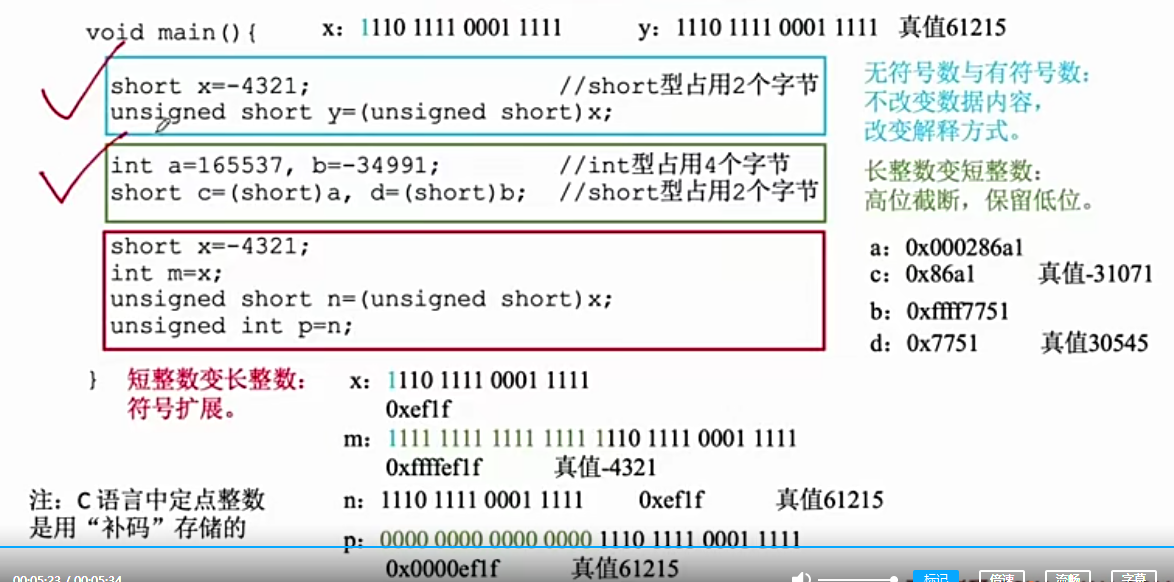 void main(){ x：1110 1111 0001 1111 y：1110 1111 0001 1111 真值61215
short x=-4321; //short型占用2个字节
unsigned short y=(unsigned short)x;
无符号数与有符号数：
不改变数据内容，
改变解释方式。
int a=165537, b=-34991; //int型占用4个字节
short c=(short)a, d=(short)b; //short型占用2个字节
长整数变短整数：
高位截断，保留低位。
short x=-4321;
int m=x;
unsigned short n=(unsigned short)x;
unsigned int p=n;
a：0x000286a1
c：0x86a1 真值-31071
b：0xffff7751
d：0x7751 真值30545
}
短整数变长整数：
符号扩展。
x：1110 1111 0001 1111
0xef1f
m：1111 1111 1111 1111 1110 1111 0001 1111
0xffffef1f 真值-4321
注：C 语言中定点整数
是用“补码”存储的
n：1110 1111 0001 1111 0xef1f 真值61215
p：0000 0000 0000 0000 1110 1111 0001 1111
0x0000ef1f 真值61215
00:05:23 / 00:05:34 标记 倍速 流畅 字幕